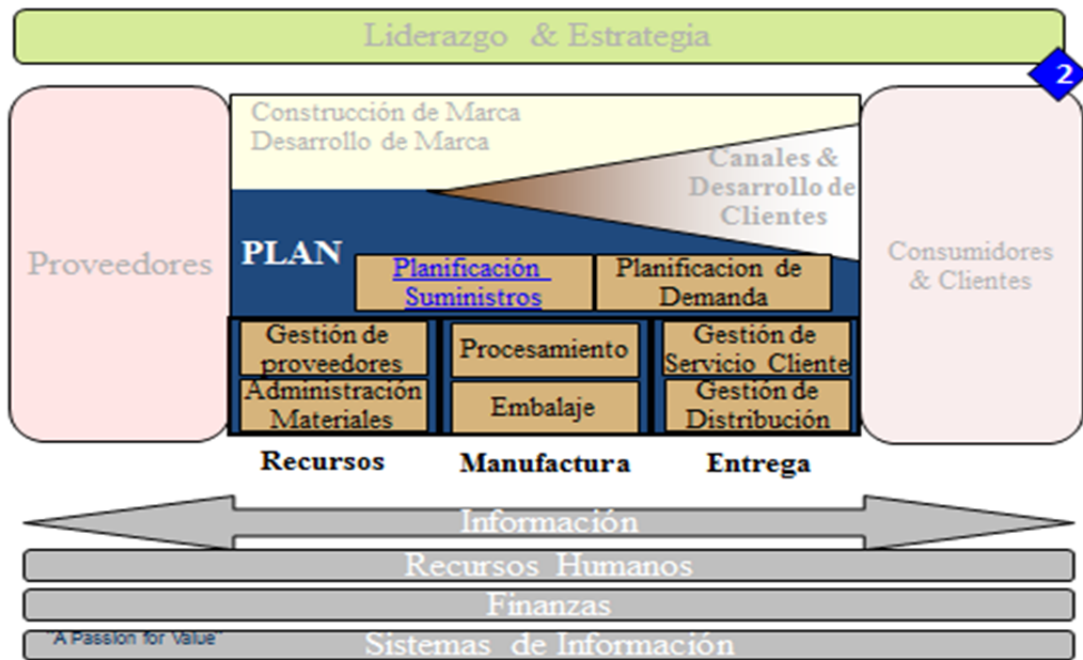 Liderazgo & Estrategia
2
Proveedores
Construcción de Marca
Desarrollo de Marca
Canales &
Desarrollo de
Clientes
Consumidores
& Clientes
PLAN
Planificación
Suministros
Planificacion de
Demanda
Gestión de
proveedores
Procesamiento
Gestión de
Servicio Cliente
Administración
Materiales
Embalaje
Gestión de
Distribución
Recursos
Manufactura
Entrega
Información
Recursos Humanos
Finanzas
"A Passion for Value"
Sistemas de Información